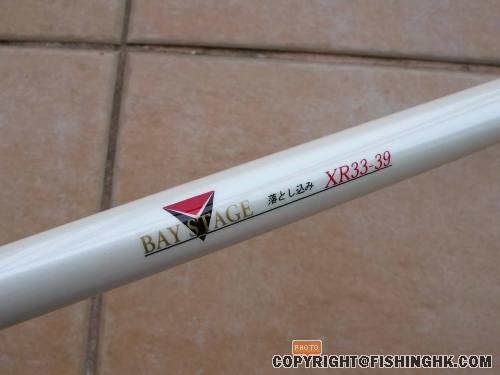 BAY STAGE 落とし込み XR33-39
PHOTO
COPYRIGHT@FISHINGHK.COM